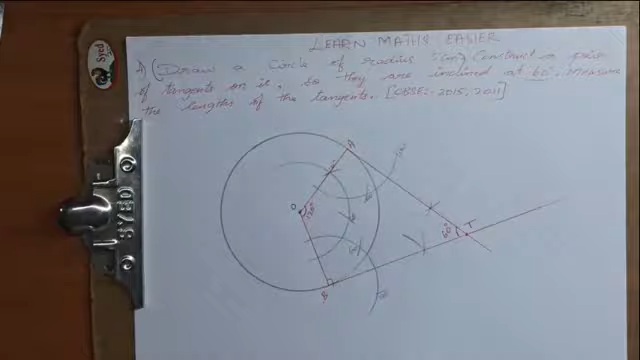 LEARN MATHS EASIER
Draw a Circle of radius 5cm. Construct a pair
of tangents on it, so they are inclined at 60°. Measure
the lengths of the tangents. [CBSE - 2015, 2011]
A
O
120°
60°
T
B
Syed
SYED